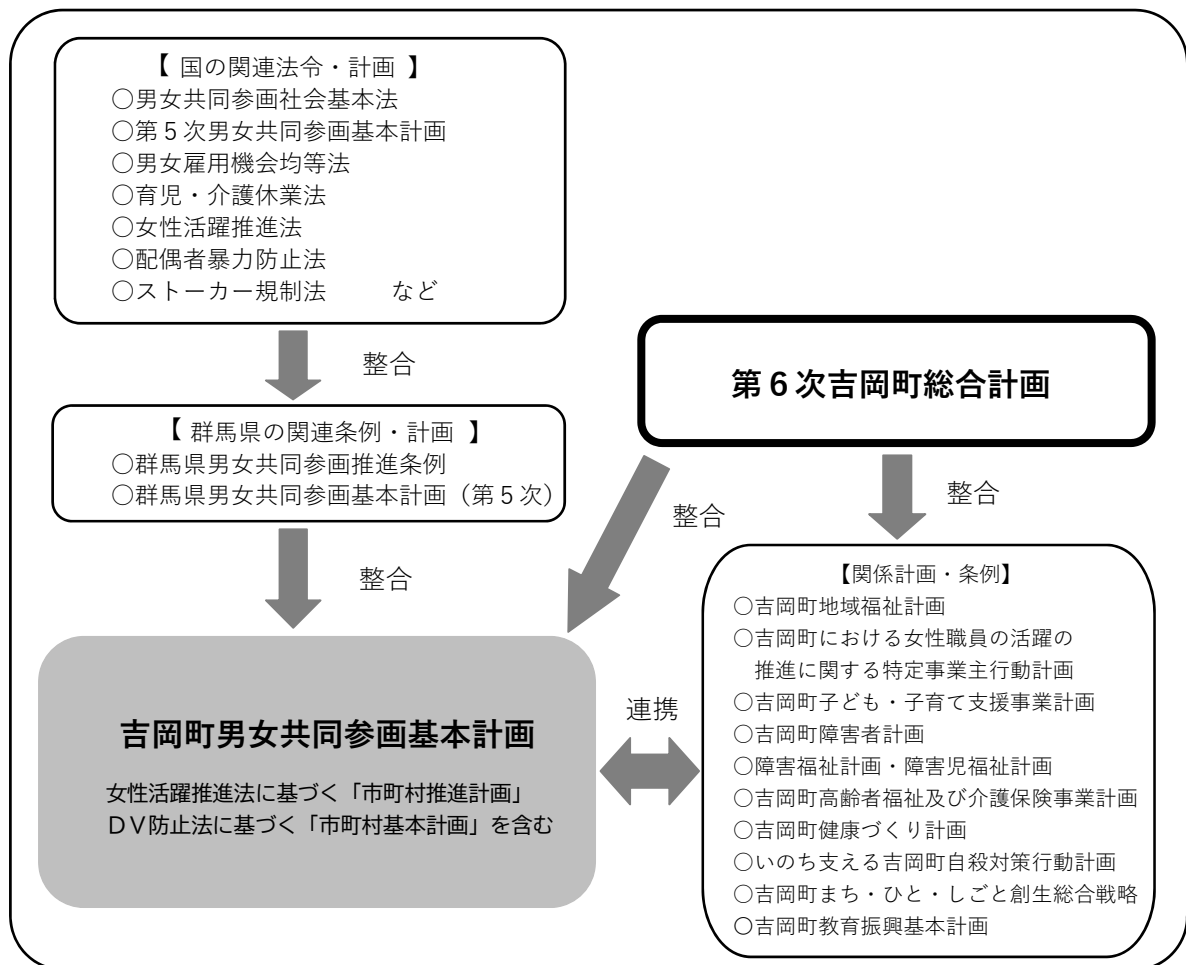 【 国の関連法令・計画 】
○男女共同参画社会基本法
○第５次男女共同参画基本計画
○男女雇用機会均等法
○育児・介護休業法
○女性活躍推進法
○配偶者暴力防止法
○ストーカー規制法　　　など
整合
【 群馬県の関連条例・計画 】
○群馬県男女共同参画推進条例
○群馬県男女共同参画基本計画（第５次）
整合
第６次吉岡町総合計画
整合
整合
吉岡町男女共同参画基本計画
女性活躍推進法に基づく「市町村推進計画」
ＤＶ防止法に基づく「市町村基本計画」を含む
連携
【関係計画・条例】
○吉岡町地域福祉計画
○吉岡町における女性職員の活躍の
推進に関する特定事業主行動計画
○吉岡町子ども・子育て支援事業計画
○吉岡町障害者計画
○障害福祉計画・障害児福祉計画
○吉岡町高齢者福祉及び介護保険事業計画
○吉岡町健康づくり計画
○いのち支える吉岡町自殺対策行動計画
○吉岡町まち・ひと・しごと創生総合戦略
○吉岡町教育振興基本計画